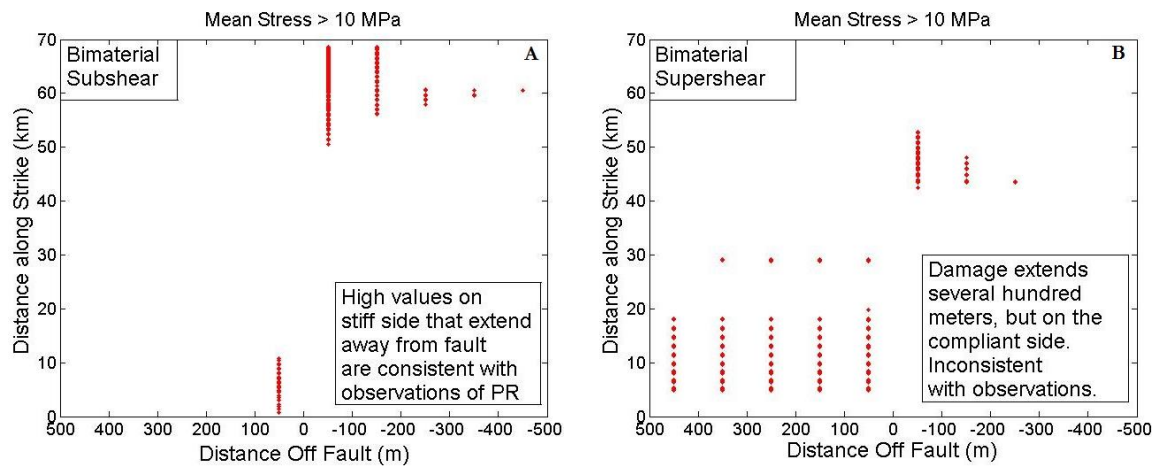 Mean Stress > 10 MPa
A
Bimaterial
Subshear
70
60
50
40
30
20
10
0
Distance along Strike (km)
High values on
stiff side that extend
away from fault
are consistent with
observations of PR
500 400 300 200 100 0 -100 -200 -300 -400 -500
Distance Off Fault (m)
Mean Stress > 10 MPa
B
Bimaterial
Supershear
70
60
50
40
30
20
10
0
Distance along Strike (km)
Damage extends
several hundred
meters, but on the
compliant side.
Inconsistent
with observations.
500 400 300 200 100 0 -100 -200 -300 -400 -500
Distance Off Fault (m)